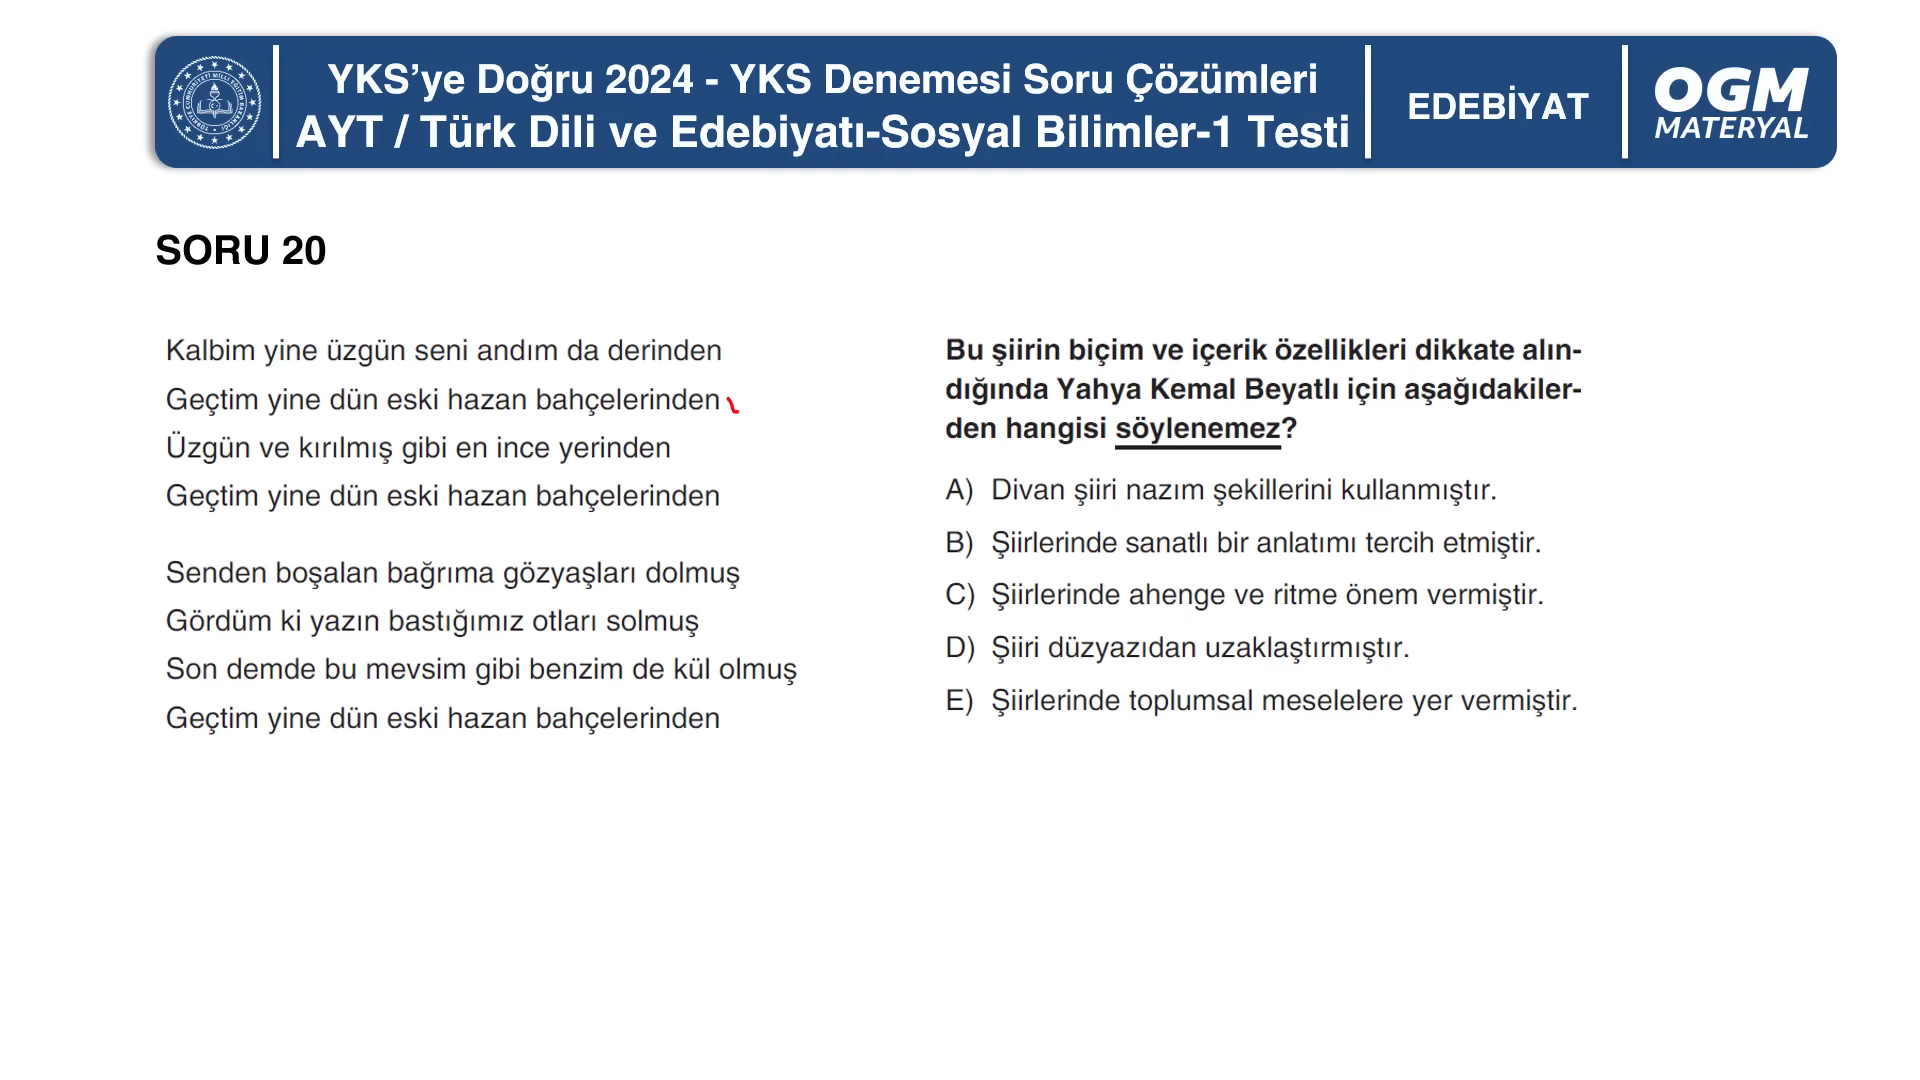 YKS’ye Doğru 2024 - YKS Denemesi Soru Çözümleri
AYT / Türk Dili ve Edebiyatı-Sosyal Bilimler-1 Testi
EDEBİYAT
OGM
MATERYAL
SORU 20
Kalbim yine üzgün seni andım da derinden
Geçtim yine dün eski hazan bahçelerinden
Üzgün ve kırılmış gibi en ince yerinden
Geçtim yine dün eski hazan bahçelerinden
Senden boşalan bağrıma gözyaşları dolmuş
Gördüm ki yazın bastığımız otları solmuş
Son demde bu mevsim gibi benzim de kül olmuş
Geçtim yine dün eski hazan bahçelerinden
Bu şiirin biçim ve içerik özellikleri dikkate alın-
dığında Yahya Kemal Beyatlı için aşağıdakiler-
den hangisi söylenemez?
A) Divan şiiri nazım şekillerini kullanmıştır.
B) Şiirlerinde sanatlı bir anlatımı tercih etmiştir.
C) Şiirlerinde ahenge ve ritme önem vermiştir.
D) Şiiri düzyazıdan uzaklaştırmıştır.
E) Şiirlerinde toplumsal meselelere yer vermiştir.